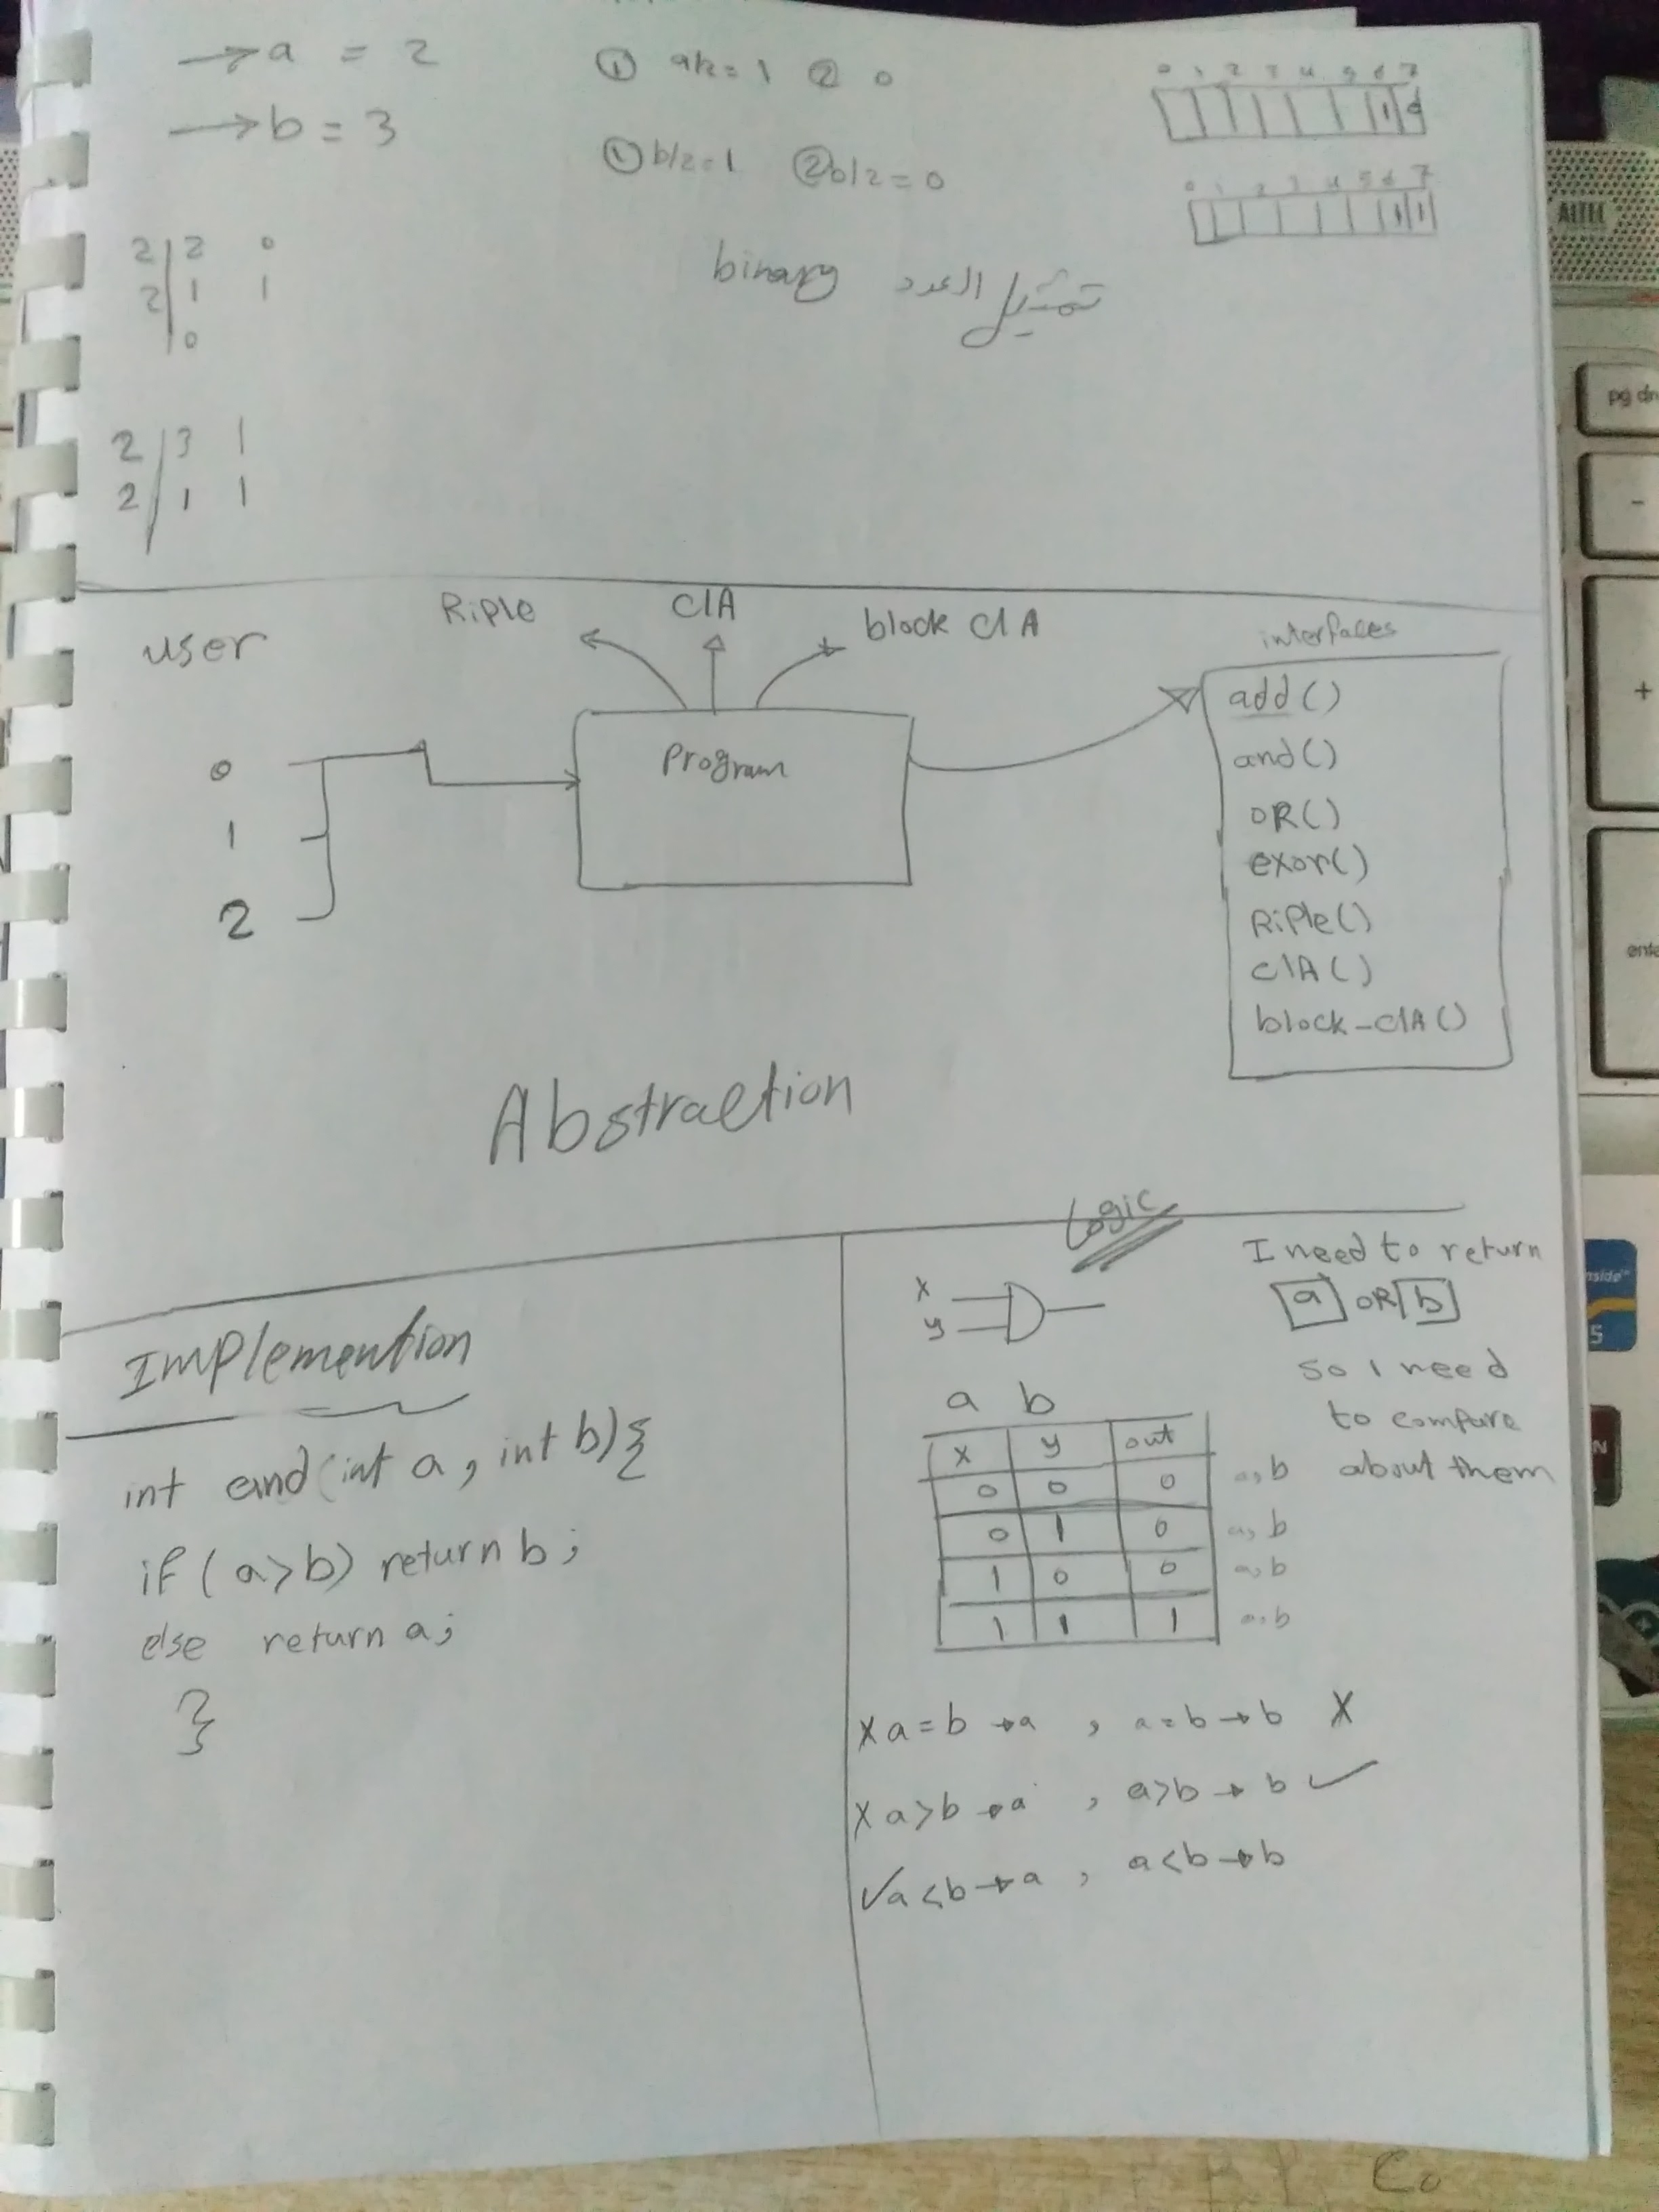 → a = 2
① a/2=1 ② 0
0 1 2 3 4 5 6 7
1 0
→ b = 3
① b/2=1 ② b/2=0
0 1 2 3 4 5 6 7
1 1
ALTEC
2 2 0
2 1 1
0
binary تمثيل العدد
2 3 1
2 1 1
pg dn
-
+
user
Riple
ClA
block ClA
interfaces
add()
and()
OR()
exor()
Riple()
ClA()
block-ClA()
0
1
2
Program
Abstraction
Logic
x
y
I need to return
a OR b
so I need
to compare
about them
a b
x y out
0 0 0 a,b
0 1 0 a,b
1 0 0 a,b
1 1 1 a,b
X a=b → a , a=b → b X
X a>b → a , a>b → b ✓
✓ a<b → a , a<b → b
Implemention
int and(int a, int b){
if (a>b) return b;
else return a;
}
inside™
5